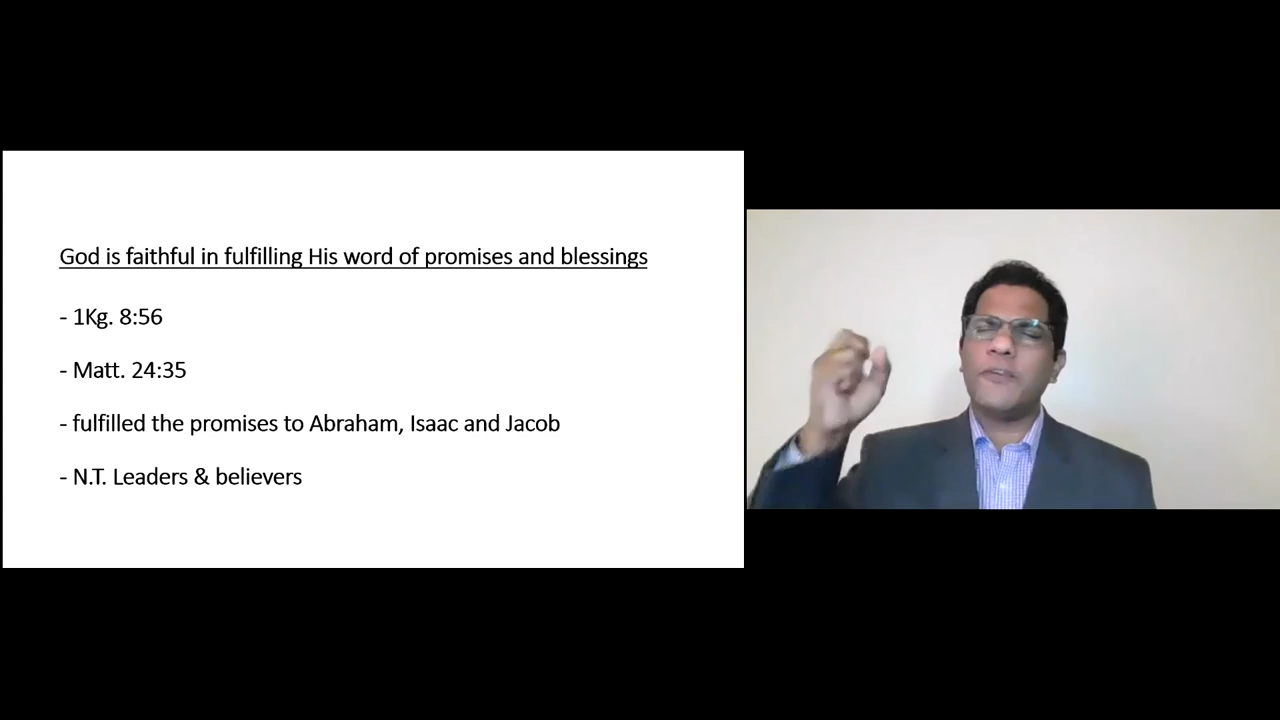 God is faithful in fulfilling His word of promises and blessings
- 1Kg. 8:56
- Matt. 24:35
- fulfilled the promises to Abraham, Isaac and Jacob
- N.T. Leaders & believers